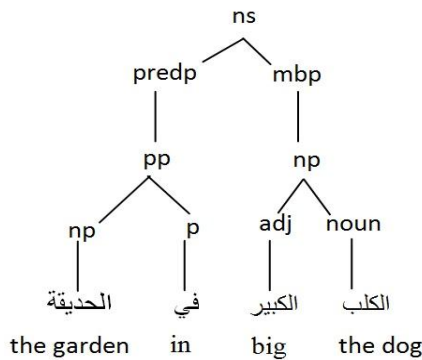 ns
predp mbp
pp np
np p adj noun
الكلب الكبير في الحديقة
the garden in big the dog